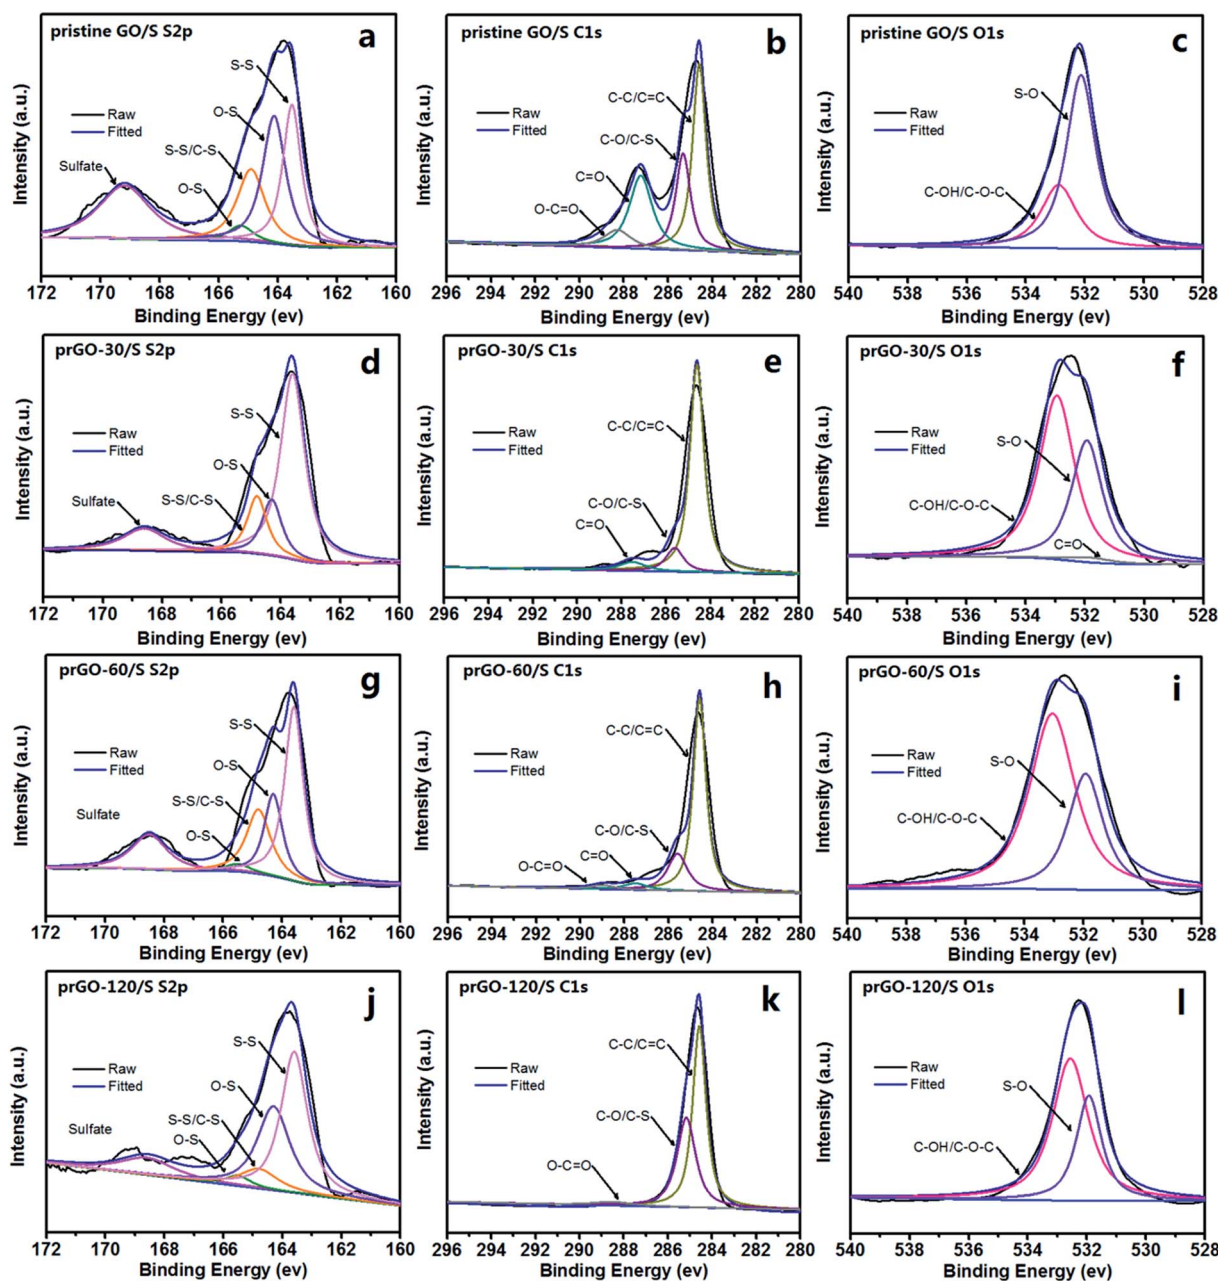 pristine GO/S S2p
a
S-S
O-S
Raw
Fitted
S-S/C-S
Sulfate
O-S
Intensity (a.u.)
172 170 168 166 164 162 160
Binding Energy (ev)
pristine GO/S C1s
b
C-C/C=C
Raw
Fitted
C-O/C-S
C=O
O-C=O
Intensity (a.u.)
296 294 292 290 288 286 284 282 280
Binding Energy (ev)
pristine GO/S O1s
c
S-O
Raw
Fitted
C-OH/C-O-C
Intensity (a.u.)
540 538 536 534 532 530 528
Binding Energy (ev)
prGO-30/S S2p
d
S-S
Raw
Fitted
O-S
Sulfate
S-S/C-S
Intensity (a.u.)
172 170 168 166 164 162 160
Binding Energy (ev)
prGO-30/S C1s
e
C-C/C=C
Raw
Fitted
C-O/C-S
C=O
Intensity (a.u.)
296 294 292 290 288 286 284 282 280
Binding Energy (ev)
prGO-30/S O1s
f
Raw
Fitted
S-O
C-OH/C-O-C
C=O
Intensity (a.u.)
540 538 536 534 532 530 528
Binding Energy (ev)
prGO-60/S S2p
g
S-S
Raw
Fitted
O-S
S-S/C-S
Sulfate
O-S
Intensity (a.u.)
172 170 168 166 164 162 160
Binding Energy (ev)
prGO-60/S C1s
h
C-C/C=C
Raw
Fitted
C-O/C-S
C=O
O-C=O
Intensity (a.u.)
296 294 292 290 288 286 284 282 280
Binding Energy (ev)
prGO-60/S O1s
i
Raw
Fitted
S-O
C-OH/C-O-C
Intensity (a.u.)
540 538 536 534 532 530 528
Binding Energy (ev)
prGO-120/S S2p
j
S-S
Raw
Fitted
O-S
S-S/C-S
Sulfate
O-S
Intensity (a.u.)
172 170 168 166 164 162 160
Binding Energy (ev)
prGO-120/S C1s
k
C-C/C=C
Raw
Fitted
C-O/C-S
O-C=O
Intensity (a.u.)
296 294 292 290 288 286 284 282 280
Binding Energy (ev)
prGO-120/S O1s
l
Raw
Fitted
S-O
C-OH/C-O-C
Intensity (a.u.)
540 538 536 534 532 530 528
Binding Energy (ev)